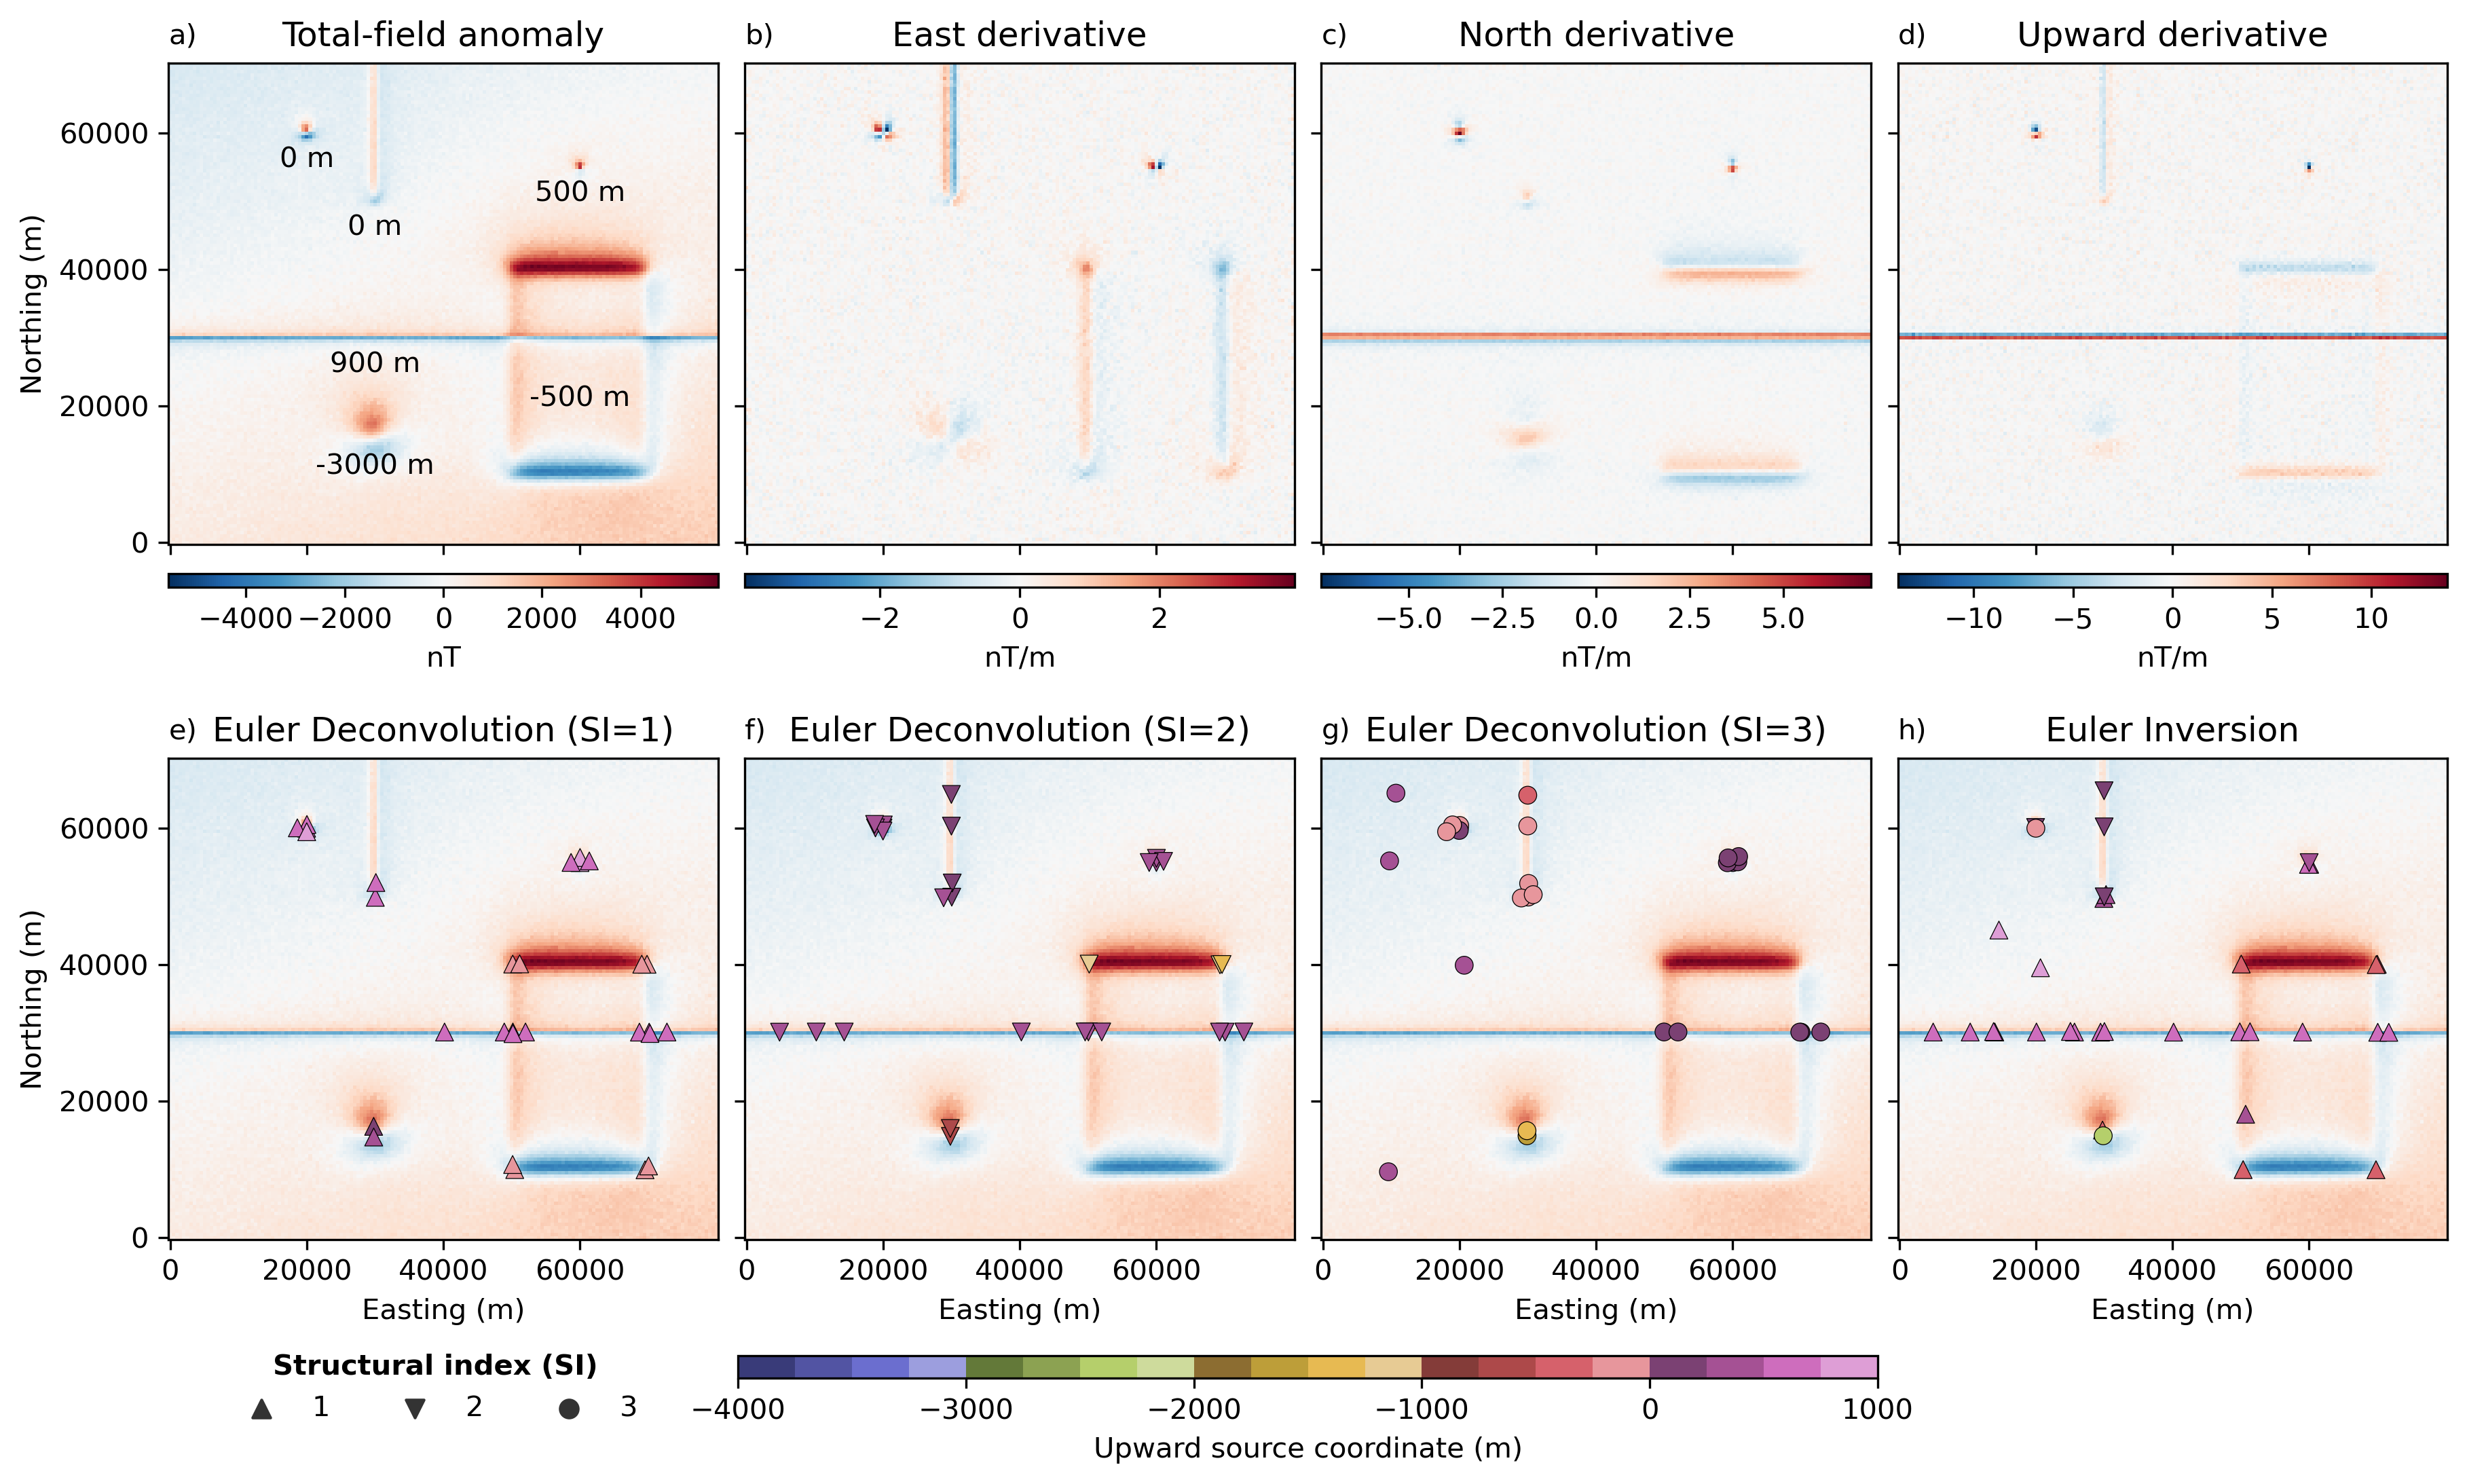 a) Total-field anomaly
b) East derivative
c) North derivative
d) Upward derivative
Northing (m)
60000
40000
20000
0
0 m
0 m
500 m
900 m
-500 m
-3000 m
−4000 −2000 0 2000 4000
nT
−2 0 2
nT/m
−5.0 −2.5 0.0 2.5 5.0
nT/m
−10 −5 0 5 10
nT/m
e) Euler Deconvolution (SI=1)
f) Euler Deconvolution (SI=2)
g) Euler Deconvolution (SI=3)
h) Euler Inversion
Northing (m)
60000
40000
20000
0
0 20000 40000 60000
Easting (m)
0 20000 40000 60000
Easting (m)
0 20000 40000 60000
Easting (m)
0 20000 40000 60000
Easting (m)
Structural index (SI)
1 2 3
−4000 −3000 −2000 −1000 0 1000
Upward source coordinate (m)